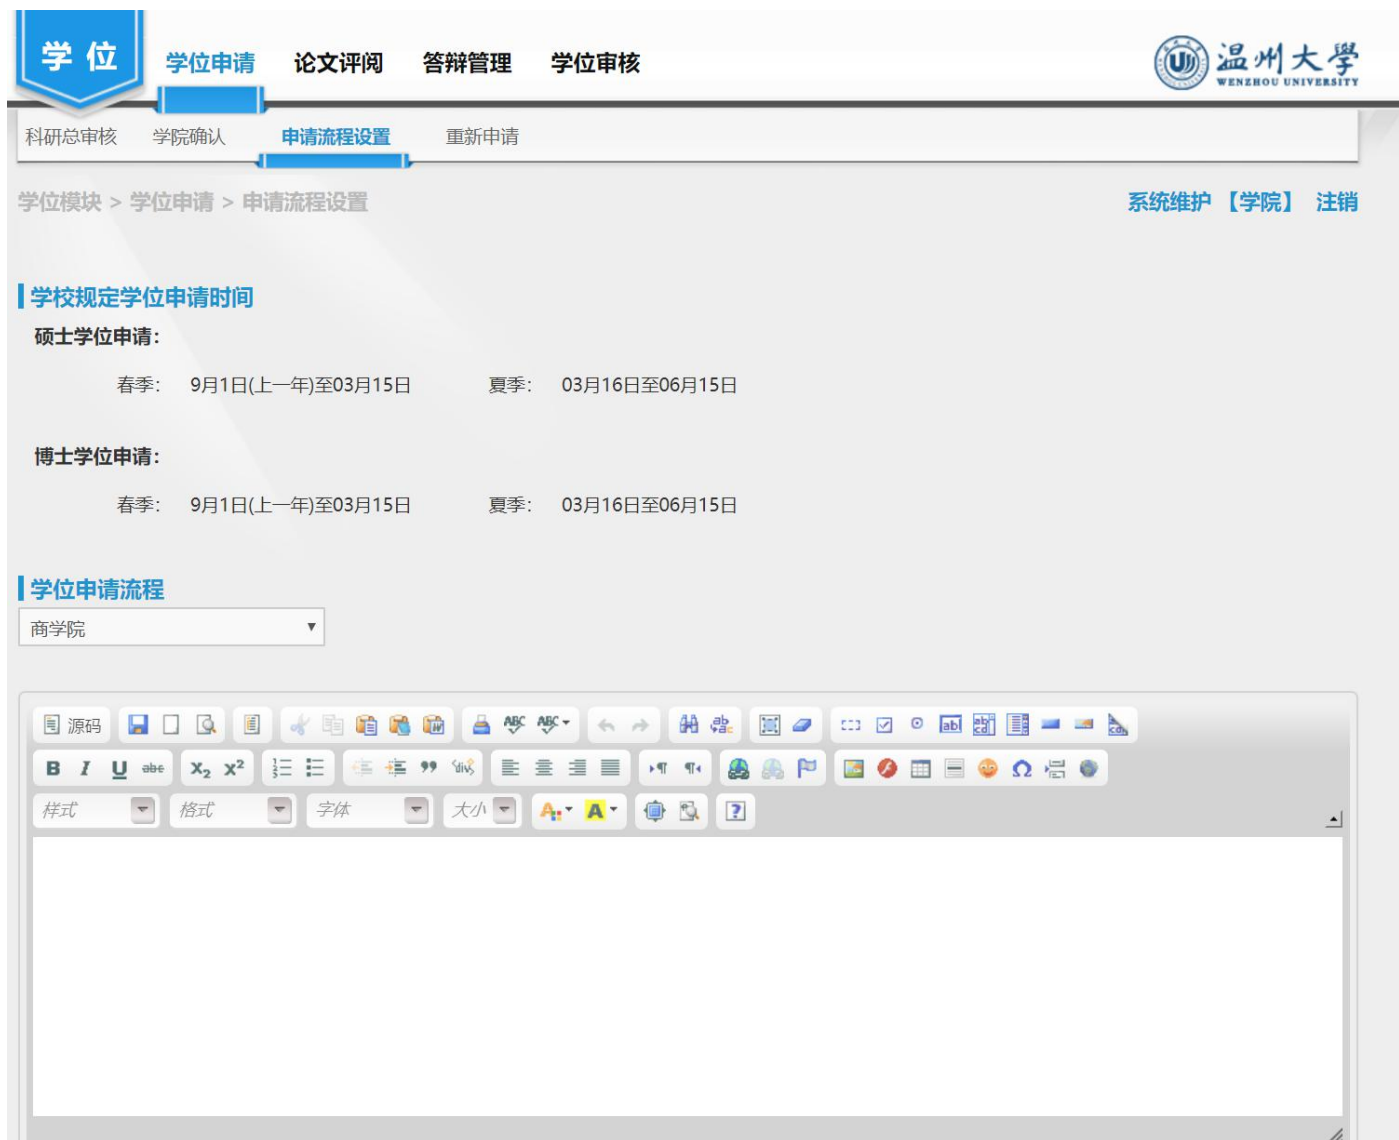 学位
学位申请 论文评阅 答辩管理 学位审核
温州大學
WENZHOU UNIVERSITY
科研总审核 学院确认 申请流程设置 重新申请
学位模块 > 学位申请 > 申请流程设置
系统维护 【学院】 注销
学校规定学位申请时间
硕士学位申请：
春季： 9月1日(上一年)至03月15日 夏季： 03月16日至06月15日
博士学位申请：
春季： 9月1日(上一年)至03月15日 夏季： 03月16日至06月15日
学位申请流程
商学院
源码
样式 格式 字体 大小